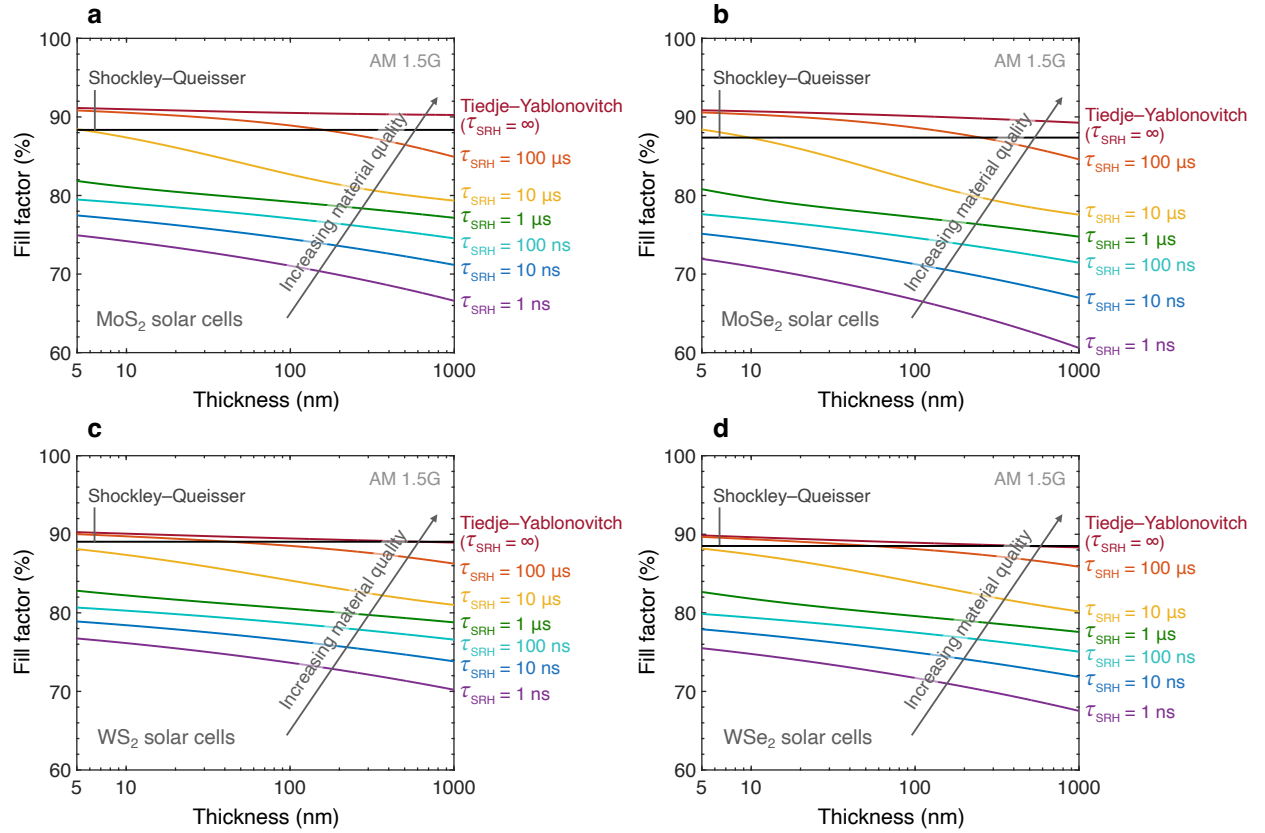 a
100
90
80
70
60
Fill factor (%)
AM 1.5G
Shockley–Queisser
Tiedje–Yablonovitch
(τSRH = ∞)
τSRH = 100 µs
τSRH = 10 µs
τSRH = 1 µs
τSRH = 100 ns
τSRH = 10 ns
τSRH = 1 ns
Increasing material quality
MoS2 solar cells
5 10 100 1000
Thickness (nm)
b
100
90
80
70
60
Fill factor (%)
AM 1.5G
Shockley–Queisser
Tiedje–Yablonovitch
(τSRH = ∞)
τSRH = 100 µs
τSRH = 10 µs
τSRH = 1 µs
τSRH = 100 ns
τSRH = 10 ns
τSRH = 1 ns
Increasing material quality
MoSe2 solar cells
5 10 100 1000
Thickness (nm)
c
100
90
80
70
60
Fill factor (%)
AM 1.5G
Shockley–Queisser
Tiedje–Yablonovitch
(τSRH = ∞)
τSRH = 100 µs
τSRH = 10 µs
τSRH = 1 µs
τSRH = 100 ns
τSRH = 10 ns
τSRH = 1 ns
Increasing material quality
WS2 solar cells
5 10 100 1000
Thickness (nm)
d
100
90
80
70
60
Fill factor (%)
AM 1.5G
Shockley–Queisser
Tiedje–Yablonovitch
(τSRH = ∞)
τSRH = 100 µs
τSRH = 10 µs
τSRH = 1 µs
τSRH = 100 ns
τSRH = 10 ns
τSRH = 1 ns
Increasing material quality
WSe2 solar cells
5 10 100 1000
Thickness (nm)